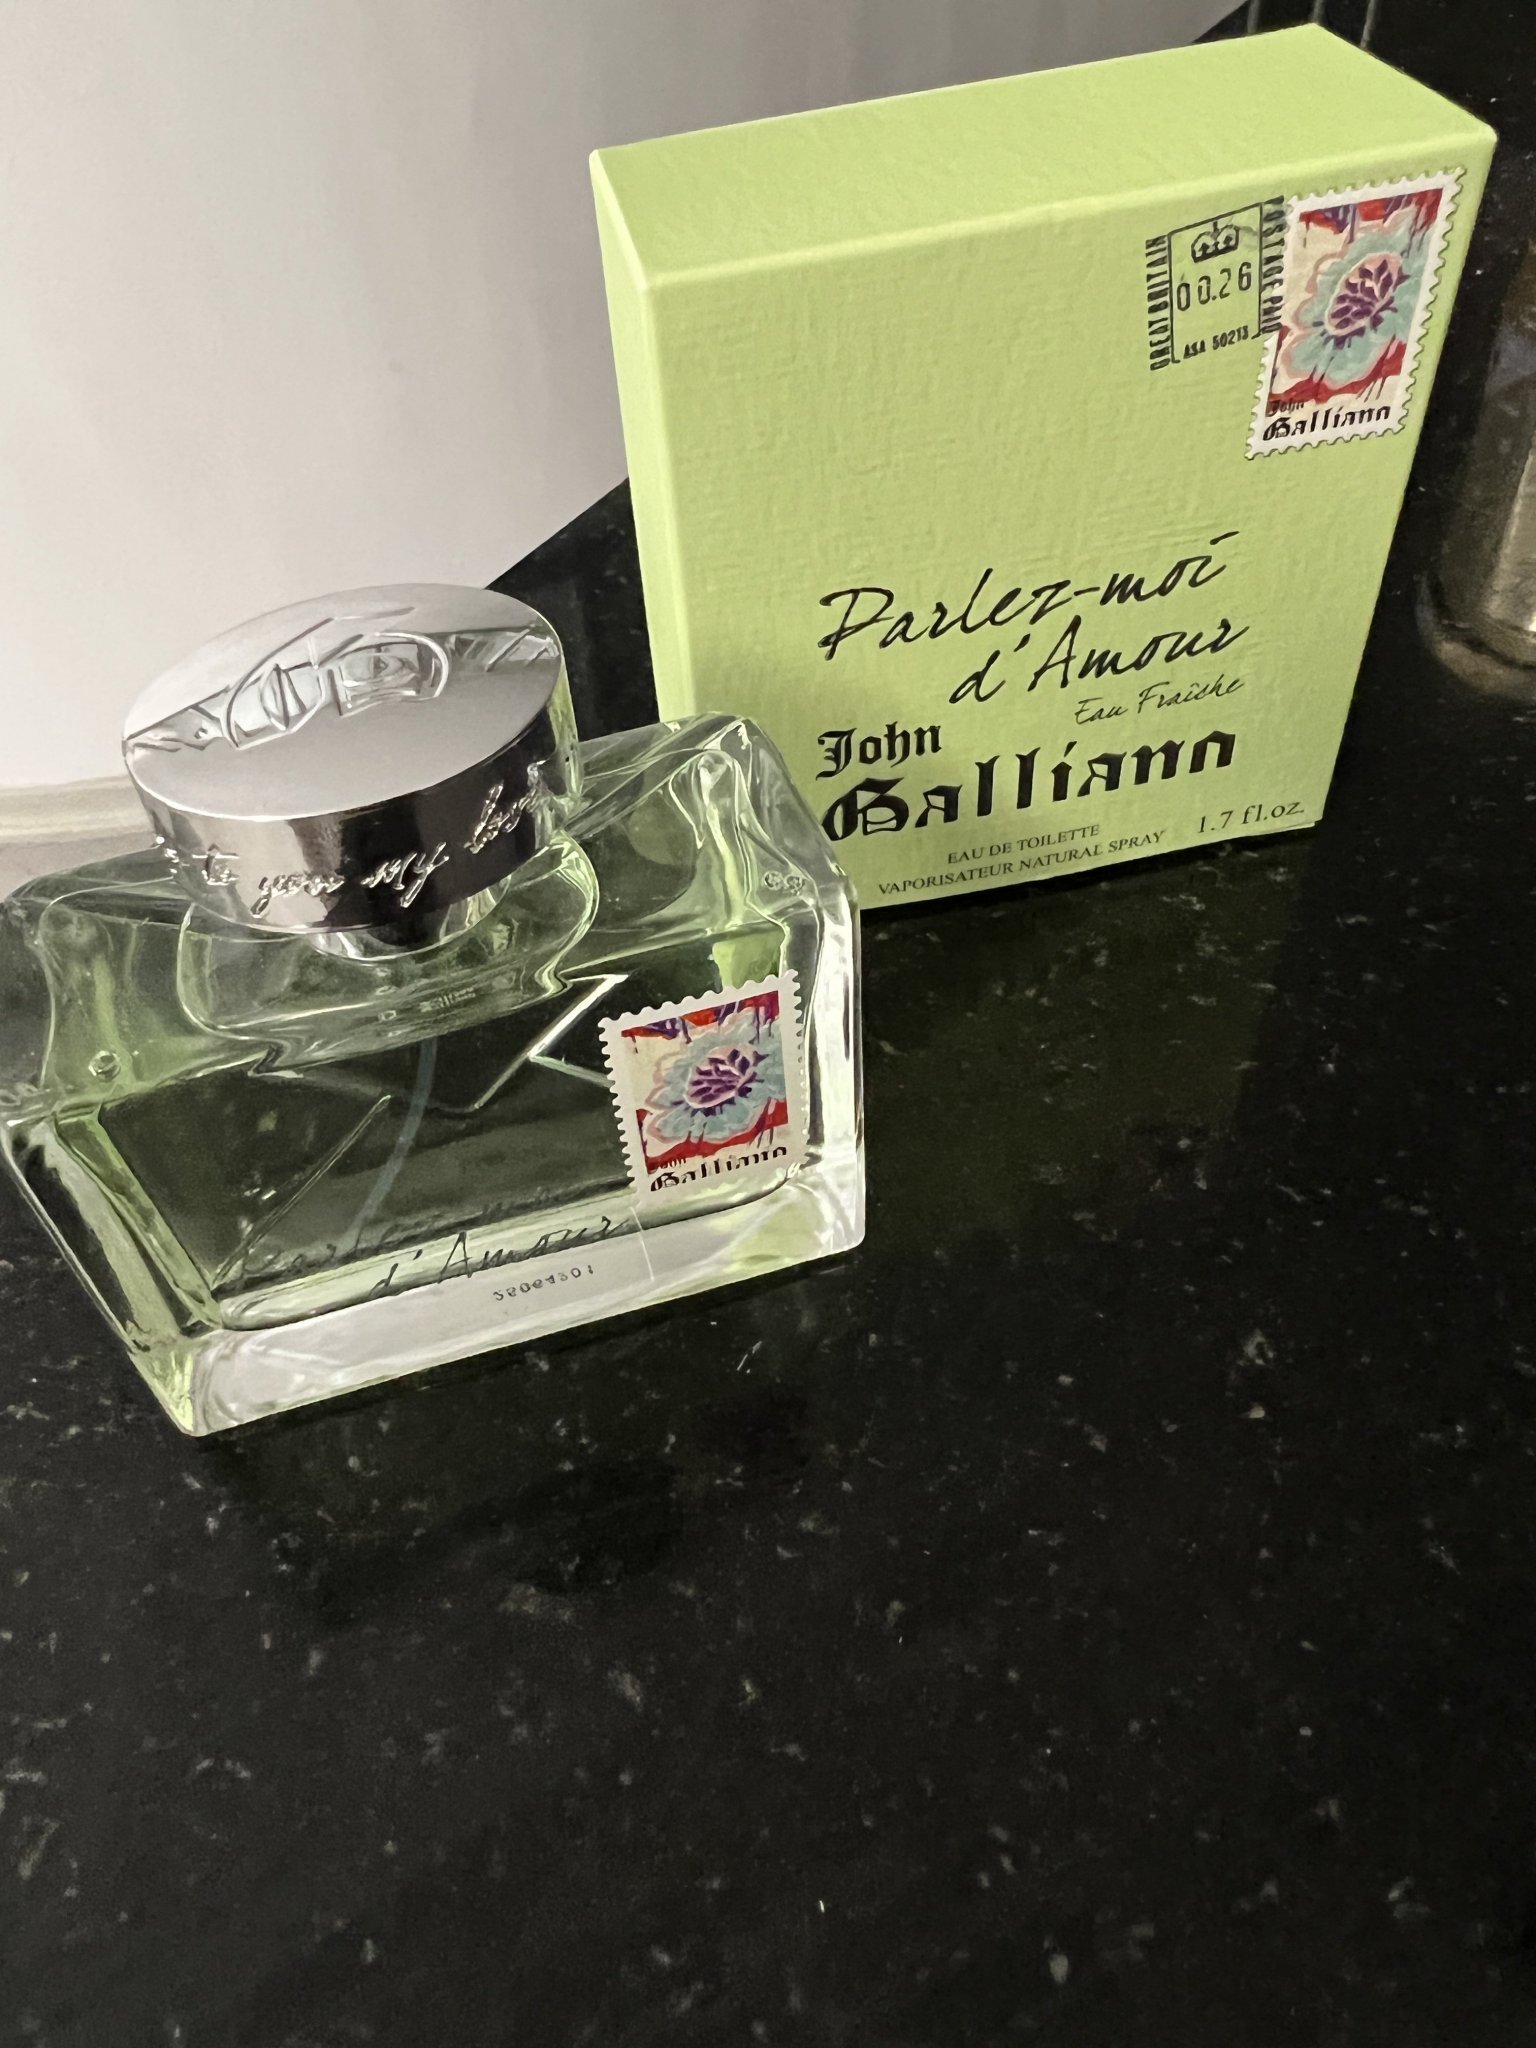 GREAT BRITAIN
00.26
POSTAGE PAID
ASA 50213
John
Galliano
Parlez-moi
d'Amour
Eau Fraîche
John
Galliano
EAU DE TOILETTE
VAPORISATEUR NATURAL SPRAY
1.7 fl.oz.
to you my
John
Galliano
d'Amour